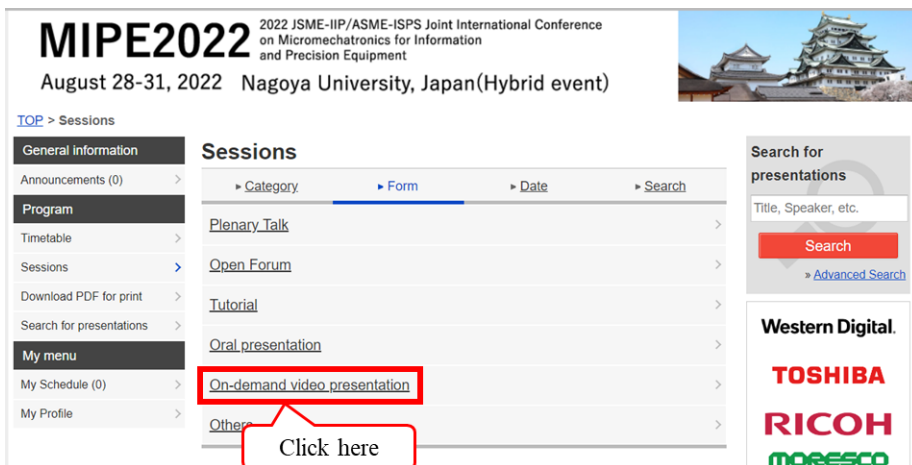 MIPE2022
2022 JSME-IIP/ASME-ISPS Joint International Conference
on Micromechatronics for Information
and Precision Equipment
August 28-31, 2022 Nagoya University, Japan(Hybrid event)
TOP > Sessions
General information
Announcements (0)
Program
Timetable
Sessions
Download PDF for print
Search for presentations
My menu
My Schedule (0)
My Profile
Sessions
Category
Form
Date
Search
Plenary Talk
Open Forum
Tutorial
Oral presentation
On-demand video presentation
Others
Click here
Search for
presentations
Title, Speaker, etc.
Search
» Advanced Search
Western Digital.
TOSHIBA
RICOH
MORESCO